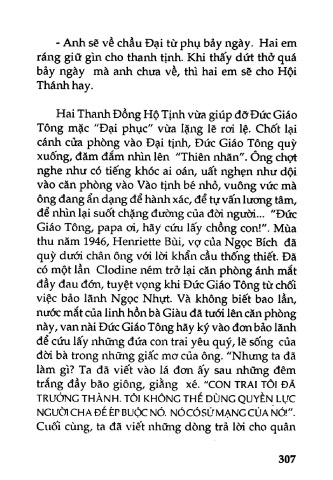 - Anh sẽ về chầu Đại từ phụ bảy ngày. Hai em
ráng giữ gìn cho thanh tịnh. Khi thấy dứt thở quá
bảy ngày mà anh chưa về, thì hai em sẽ cho Hội
Thánh hay.
Hai Thanh Đồng Hộ Tịnh vừa giúp đỡ Đức Giáo
Tông mặc “Đại phục” vừa lặng lẽ rơi lệ. Chốt lại
cánh cửa phòng vào Đại tịnh, Đức Giáo Tông quỳ
xuống, đăm đắm nhìn lên “Thiên nhãn”. Ông chợt
nghe như có tiếng khóc ai oán, uất nghẹn như dội
vào căn phòng vào Vào tịnh bé nhỏ, vuông vức mà
ông đang ẩn dạng để hành xác, để tự vấn lương tâm,
để nhìn lại suốt chặng đường của đời người... “Đức
Giáo Tông, papa ơi, hãy cứu lấy chồng con!”. Mùa
thu năm 1946, Henriette Bùi, vợ của Ngọc Bích đã
quỳ dưới chân ông với lời khẩn cầu thống thiết. Đã
có một lần Clodine ném trở lại căn phòng ánh mắt
đầy đau đớn, tuyệt vọng khi Đức Giáo Tông từ chối
việc bảo lãnh Ngọc Nhựt. Và không biết bao lần,
nước mắt của linh hồn bà Giàu đã tưới lên căn phòng
này, van nài Đức Giáo Tông hãy ký vào đơn bảo lãnh
để cứu lấy những đứa con trai yêu quý, lẽ sống của
đời bà trong những giấc mơ của ông. “Nhưng ta đã
làm gì? Ta đã viết vào lá đơn ấy sau những đêm
trắng đầy bão giông, giằng xé. “CON TRAI TÔI ĐÃ
TRƯỞNG THÀNH. TÔI KHÔNG THỂ DÙNG QUYỀN LỰC
NGƯỜI CHA ĐỂ ÉP BUỘC NÓ. NÓ CÓ SỨ MẠNG CỦA NÓ!”.
Cuối cùng, ta đã viết những dòng trả lời cho quân
307